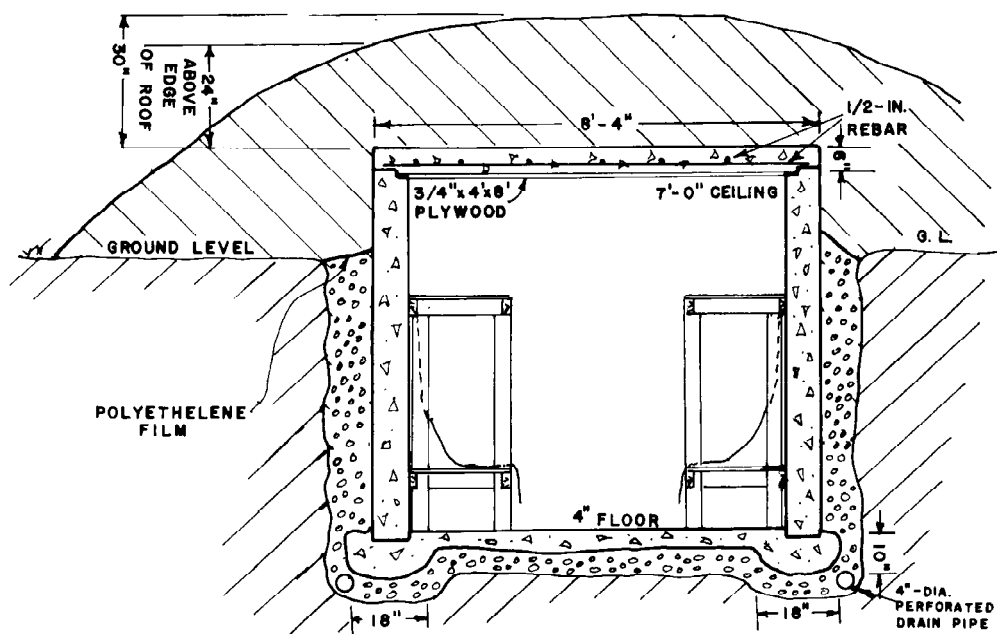 30"
24"
ABOVE
EDGE
OF ROOF
8'-4"
1/2-IN.
REBAR
6"
3/4"x4'x8'
PLYWOOD
7'-0" CEILING
GROUND LEVEL
G.L.
POLYETHELENE
FILM
4" FLOOR
10"
18"
18"
4"-DIA.
PERFORATED
DRAIN PIPE